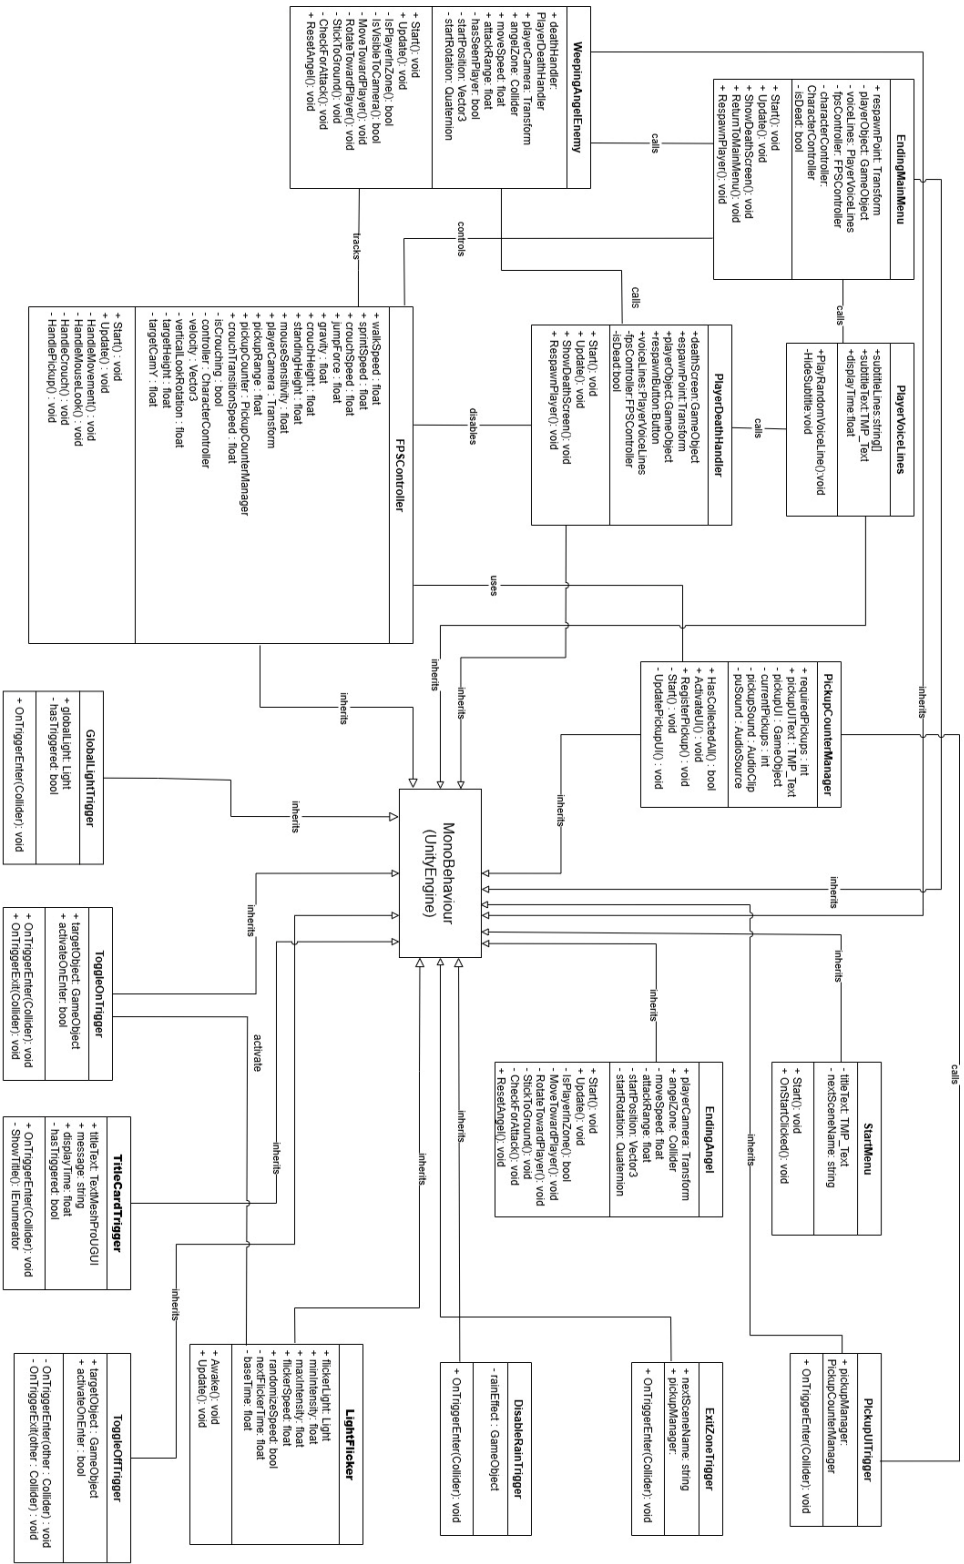 WeepingAngelEnemy
+ deathHandler:
PlayerDeathHandler
+ playerCamera: Transform
+ angelZone: Collider
+ moveSpeed: float
+ attackRange: float
- hasSeenPlayer: bool
- startPosition: Vector3
- startRotation: Quaternion
+ Start(): void
+ Update(): void
- IsPlayerInZone(): bool
- IsVisibleToCamera(): bool
- MoveTowardPlayer(): void
- RotateTowardPlayer(): void
- StickToGround(): void
- CheckForAttack(): void
+ ResetAngel(): void
calls
EndingMainMenu
+ respawnPoint: Transform
- playerObject: GameObject
- voiceLines: PlayerVoiceLines
- fpsController: FPSController
- characterController:
CharacterController
- isDead: bool
+ Start(): void
+ Update(): void
+ ShowDeathScreen(): void
+ ReturnToMainMenu(): void
+ RespawnPlayer(): void
calls
PlayerVoiceLines
+subtitleLines:string[]
+subtitleText:TMP_Text
+displayTime:float
+PlayRandomVoiceLine():void
-HideSubtitle:void
tracks
controls
calls
PlayerDeathHandler
+deathScreen:GameObject
+espawnPoint:Transform
+playerObject:GameObject
+respawnButton:Button
+voiceLines:PlayerVoiceLines
-fpsController:FPSController
-isDead:bool
+ Start(): void
+ Update(): void
+ ShowDeathScreen(): void
+ RespawnPlayer(): void
calls
disables
FPSController
+ walkSpeed : float
+ sprintSpeed : float
+ crouchSpeed : float
+ jumpForce : float
+ gravity : float
+ crouchHeight : float
+ standingHeight : float
+ mouseSensitivity : float
+ playerCamera : Transform
+ pickupRange : float
+ pickupCounter : PickupCounterManager
+ crouchTransitionSpeed : float
- isCrouching : bool
- controller : CharacterController
- velocity : Vector3
- verticalLookRotation : float
- targetHeight : float
- targetCamY : float
+ Start() : void
+ Update() : void
- HandleMovement() : void
- HandleMouseLook() : void
- HandleCrouch() : void
- HandlePickup() : void
uses
inherits
inherits
inherits
inherits
PickupCounterManager
+ requiredPickups : int
+ pickupUIText : TMP_Text
- pickupUI : GameObject
- currentPickups : int
- pickupSound : AudioClip
- puSound : AudioSource
+ HasCollectedAll() : bool
+ ActivateUI() : void
+ RegisterPickup() : void
- Start() : void
- UpdatePickupUI() : void
inherits
inherits
GlobalLightTrigger
+ globalLight: Light
- hasTriggered: bool
+ OnTriggerEnter(Collider): void
inherits
MonoBehaviour
(UnityEngine)
ToggleOnTrigger
+ targetObject: GameObject
+ activateOnEnter: bool
+ OnTriggerEnter(Collider): void
+ OnTriggerExit(Collider): void
inherits
activate
inherits
inherits
inherits
inherits
calls
StartMenu
- titleText: TMP_Text
- nextSceneName: string
+ Start(): void
+ OnStartClicked(): void
EndingAngel
+ playerCamera: Transform
+ angelZone: Collider
- moveSpeed: float
- attackRange: float
- startPosition: Vector3
- startRotation: Quaternion
+ Start(): void
+ Update(): void
- IsPlayerInZone(): bool
- MoveTowardPlayer(): void
- RotateTowardPlayer(): void
- StickToGround(): void
- CheckForAttack(): void
+ ResetAngel(): void
inherits
inherits
inherits
TitleCardTrigger
+ titleText: TextMeshProUGUI
+ message: string
+ displayTime: float
- hasTriggered: bool
+ OnTriggerEnter(Collider): void
- ShowTitle(): IEnumerator
inherits
ToggleOffTrigger
+ targetObject : GameObject
+ activateOnEnter : bool
- OnTriggerEnter(other : Collider) : void
- OnTriggerExit(other : Collider) : void
LightFlicker
+ flickerLight: Light
+ minIntensity: float
+ maxIntensity: float
+ flickerSpeed: float
+ randomizeSpeed: bool
- nextFlickerTime: float
- baseTime: float
+ Awake(): void
+ Update(): void
DisableRainTrigger
- rainEffect : GameObject
+ OnTriggerEnter(Collider): void
ExitZoneTrigger
+ nextSceneName: string
+ pickupManager:
+ OnTriggerEnter(Collider): void
PickupUITrigger
+ pickupManager:
PickupCounterManager
+ OnTriggerEnter(Collider): void